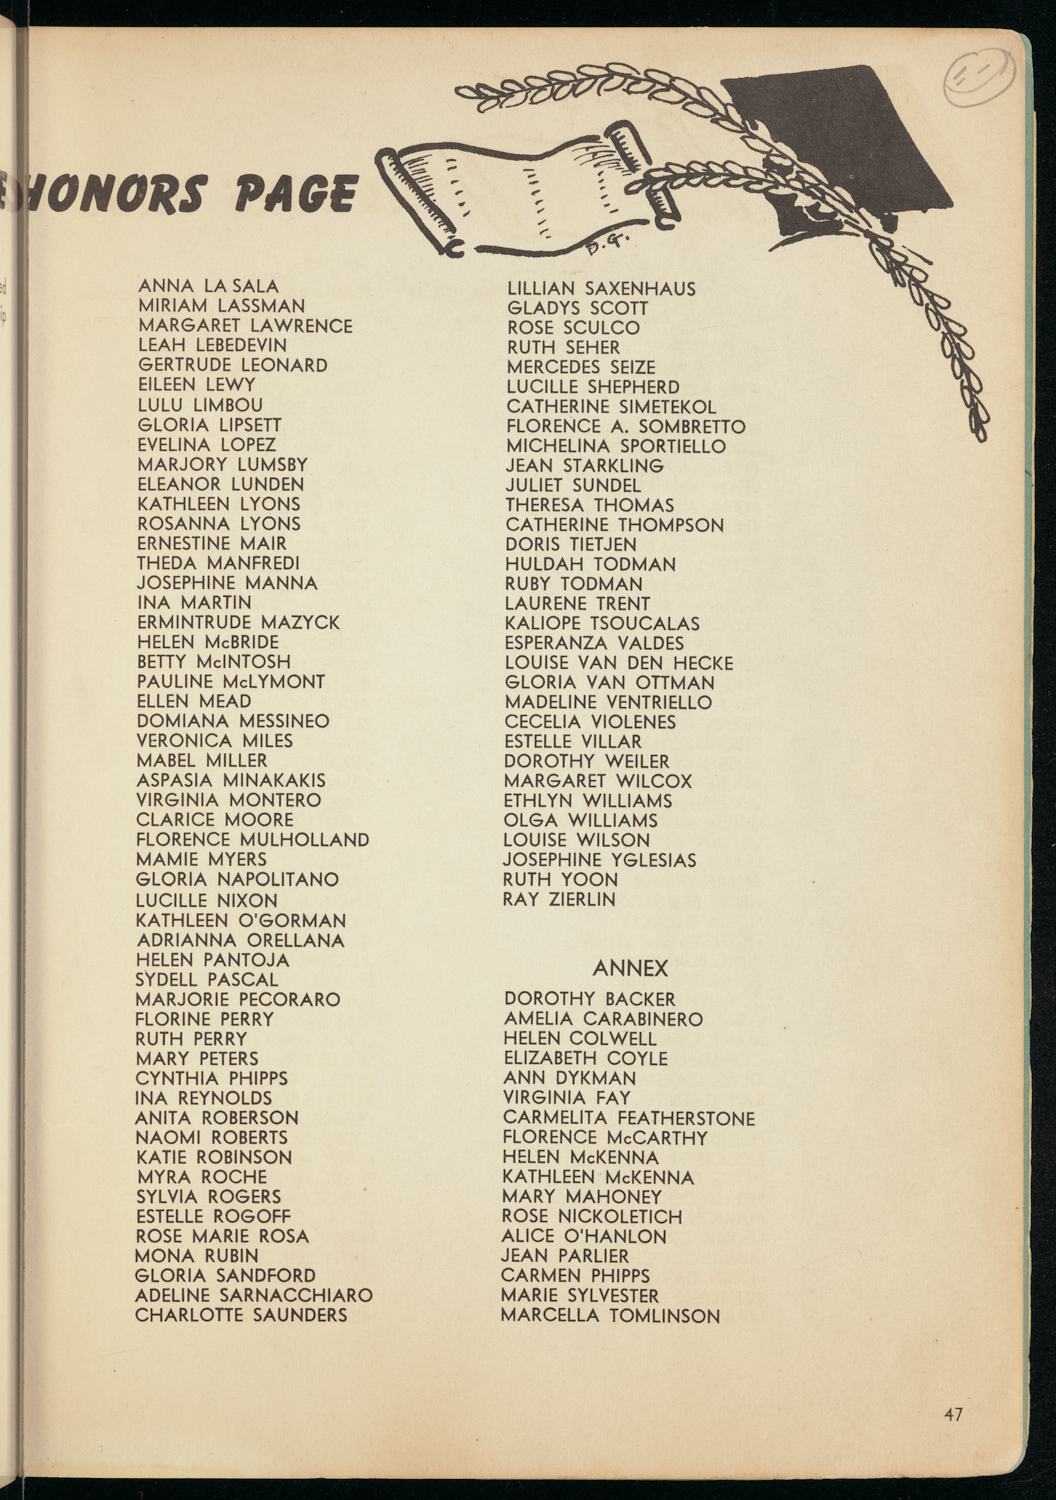 HONORS PAGE
D.G.
ANNA LA SALA
MIRIAM LASSMAN
MARGARET LAWRENCE
LEAH LEBEDEVIN
GERTRUDE LEONARD
EILEEN LEWY
LULU LIMBOU
GLORIA LIPSETT
EVELINA LOPEZ
MARJORY LUMSBY
ELEANOR LUNDEN
KATHLEEN LYONS
ROSANNA LYONS
ERNESTINE MAIR
THEDA MANFREDI
JOSEPHINE MANNA
INA MARTIN
ERMINTRUDE MAZYCK
HELEN McBRIDE
BETTY McINTOSH
PAULINE McLYMONT
ELLEN MEAD
DOMIANA MESSINEO
VERONICA MILES
MABEL MILLER
ASPASIA MINAKAKIS
VIRGINIA MONTERO
CLARICE MOORE
FLORENCE MULHOLLAND
MAMIE MYERS
GLORIA NAPOLITANO
LUCILLE NIXON
KATHLEEN O'GORMAN
ADRIANNA ORELLANA
HELEN PANTOJA
SYDELL PASCAL
MARJORIE PECORARO
FLORINE PERRY
RUTH PERRY
MARY PETERS
CYNTHIA PHIPPS
INA REYNOLDS
ANITA ROBERSON
NAOMI ROBERTS
KATIE ROBINSON
MYRA ROCHE
SYLVIA ROGERS
ESTELLE ROGOFF
ROSE MARIE ROSA
MONA RUBIN
GLORIA SANDFORD
ADELINE SARNACCHIARO
CHARLOTTE SAUNDERS
LILLIAN SAXENHAUS
GLADYS SCOTT
ROSE SCULCO
RUTH SEHER
MERCEDES SEIZE
LUCILLE SHEPHERD
CATHERINE SIMETEKOL
FLORENCE A. SOMBRETTO
MICHELINA SPORTIELLO
JEAN STARKLING
JULIET SUNDEL
THERESA THOMAS
CATHERINE THOMPSON
DORIS TIETJEN
HULDAH TODMAN
RUBY TODMAN
LAURENE TRENT
KALIOPE TSOUCALAS
ESPERANZA VALDES
LOUISE VAN DEN HECKE
GLORIA VAN OTTMAN
MADELINE VENTRIELLO
CECELIA VIOLENES
ESTELLE VILLAR
DOROTHY WEILER
MARGARET WILCOX
ETHLYN WILLIAMS
OLGA WILLIAMS
LOUISE WILSON
JOSEPHINE YGLESIAS
RUTH YOON
RAY ZIERLIN
ANNEX
DOROTHY BACKER
AMELIA CARABINERO
HELEN COLWELL
ELIZABETH COYLE
ANN DYKMAN
VIRGINIA FAY
CARMELITA FEATHERSTONE
FLORENCE McCARTHY
HELEN McKENNA
KATHLEEN McKENNA
MARY MAHONEY
ROSE NICKOLETICH
ALICE O'HANLON
JEAN PARLIER
CARMEN PHIPPS
MARIE SYLVESTER
MARCELLA TOMLINSON
47